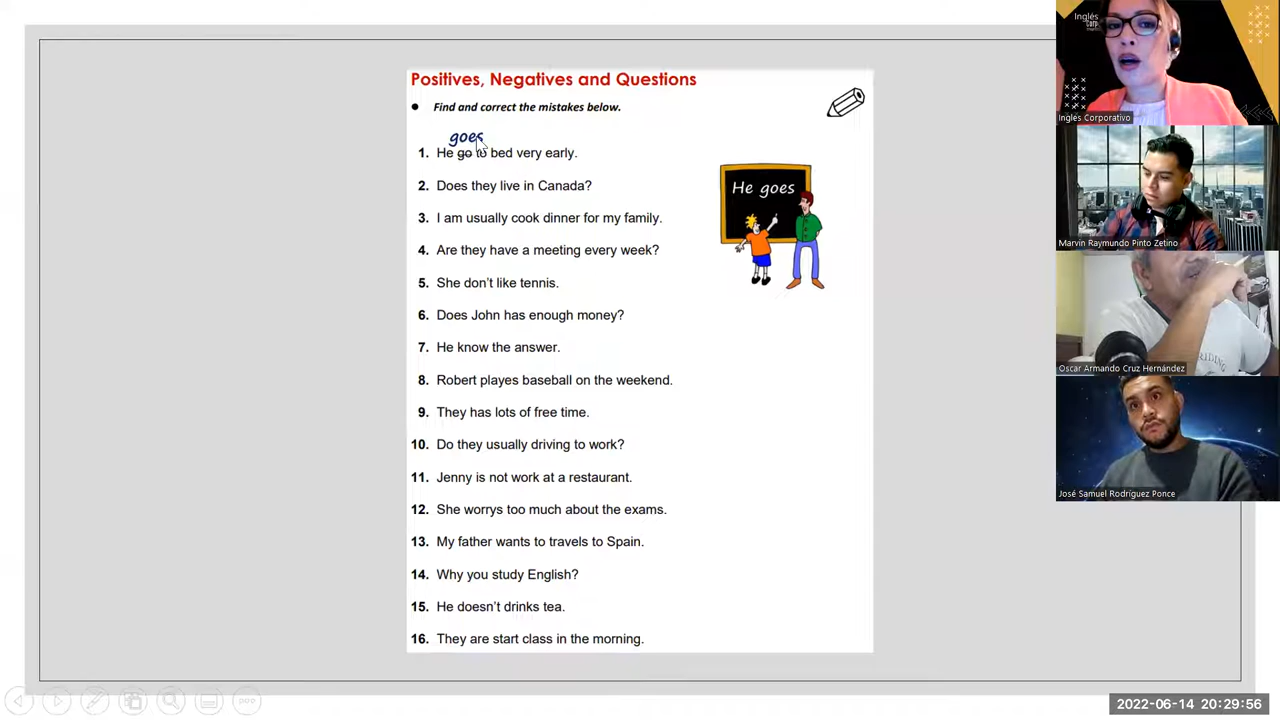 Positives, Negatives and Questions
● Find and correct the mistakes below.
goes
1. He go to bed very early.
2. Does they live in Canada?
3. I am usually cook dinner for my family.
4. Are they have a meeting every week?
5. She don't like tennis.
6. Does John has enough money?
7. He know the answer.
8. Robert playes baseball on the weekend.
9. They has lots of free time.
10. Do they usually driving to work?
11. Jenny is not work at a restaurant.
12. She worrys too much about the exams.
13. My father wants to travels to Spain.
14. Why you study English?
15. He doesn't drinks tea.
16. They are start class in the morning.
He goes
Inglés
Corp
Inglés Corporativo
Marvin Raymundo Pinto Zetino
RIDING
Oscar Armando Cruz Hernández
José Samuel Rodríguez Ponce
2022-06-14 20:29:56